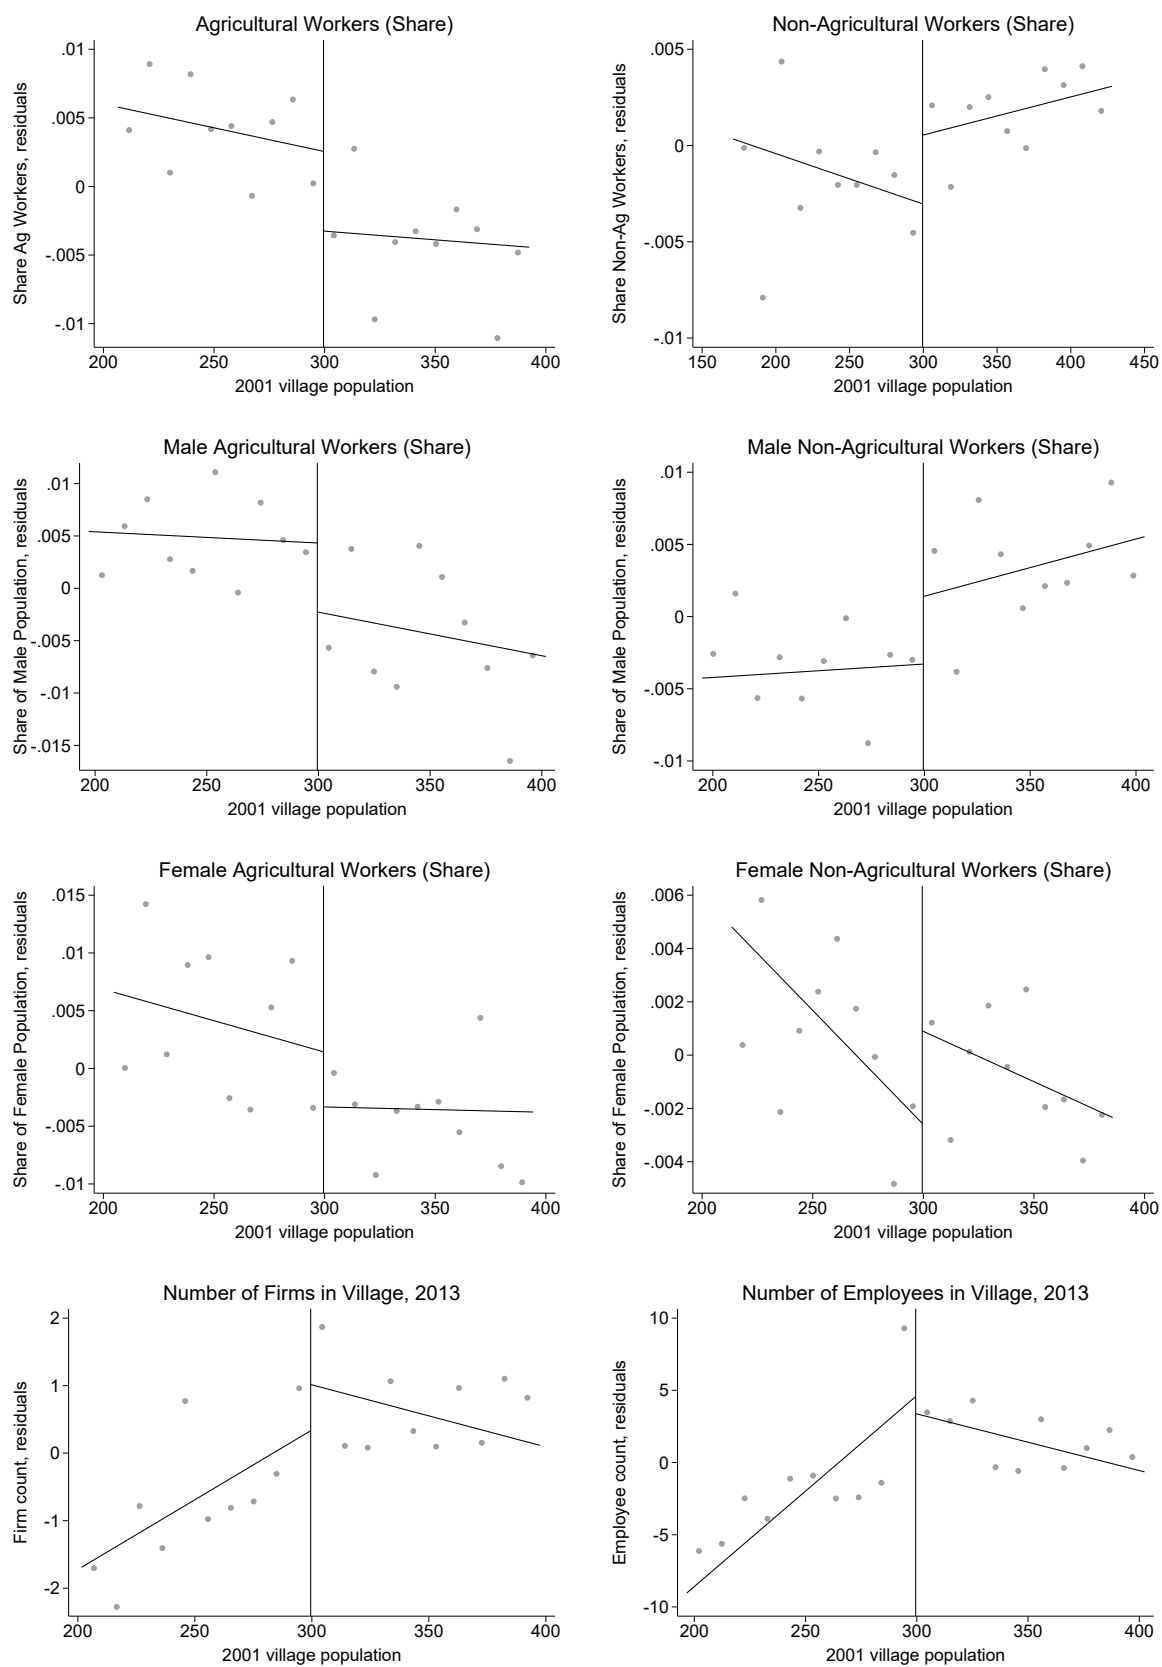 Agricultural Workers (Share)
Share Ag Workers, residuals
.01
.005
0
-.005
-.01
200 250 300 350 400
2001 village population
Non-Agricultural Workers (Share)
Share Non-Ag Workers, residuals
.005
0
-.005
-.01
150 200 250 300 350 400 450
2001 village population
Male Agricultural Workers (Share)
Share of Male Population, residuals
.01
.005
0
-.005
-.01
-.015
200 250 300 350 400
2001 village population
Male Non-Agricultural Workers (Share)
Share of Male Population, residuals
.01
.005
0
-.005
-.01
200 250 300 350 400
2001 village population
Female Agricultural Workers (Share)
Share of Female Population, residuals
.015
.01
.005
0
-.005
-.01
200 250 300 350 400
2001 village population
Female Non-Agricultural Workers (Share)
Share of Female Population, residuals
.006
.004
.002
0
-.002
-.004
200 250 300 350 400
2001 village population
Number of Firms in Village, 2013
Firm count, residuals
2
1
0
-1
-2
200 250 300 350 400
2001 village population
Number of Employees in Village, 2013
Employee count, residuals
10
5
0
-5
-10
200 250 300 350 400
2001 village population